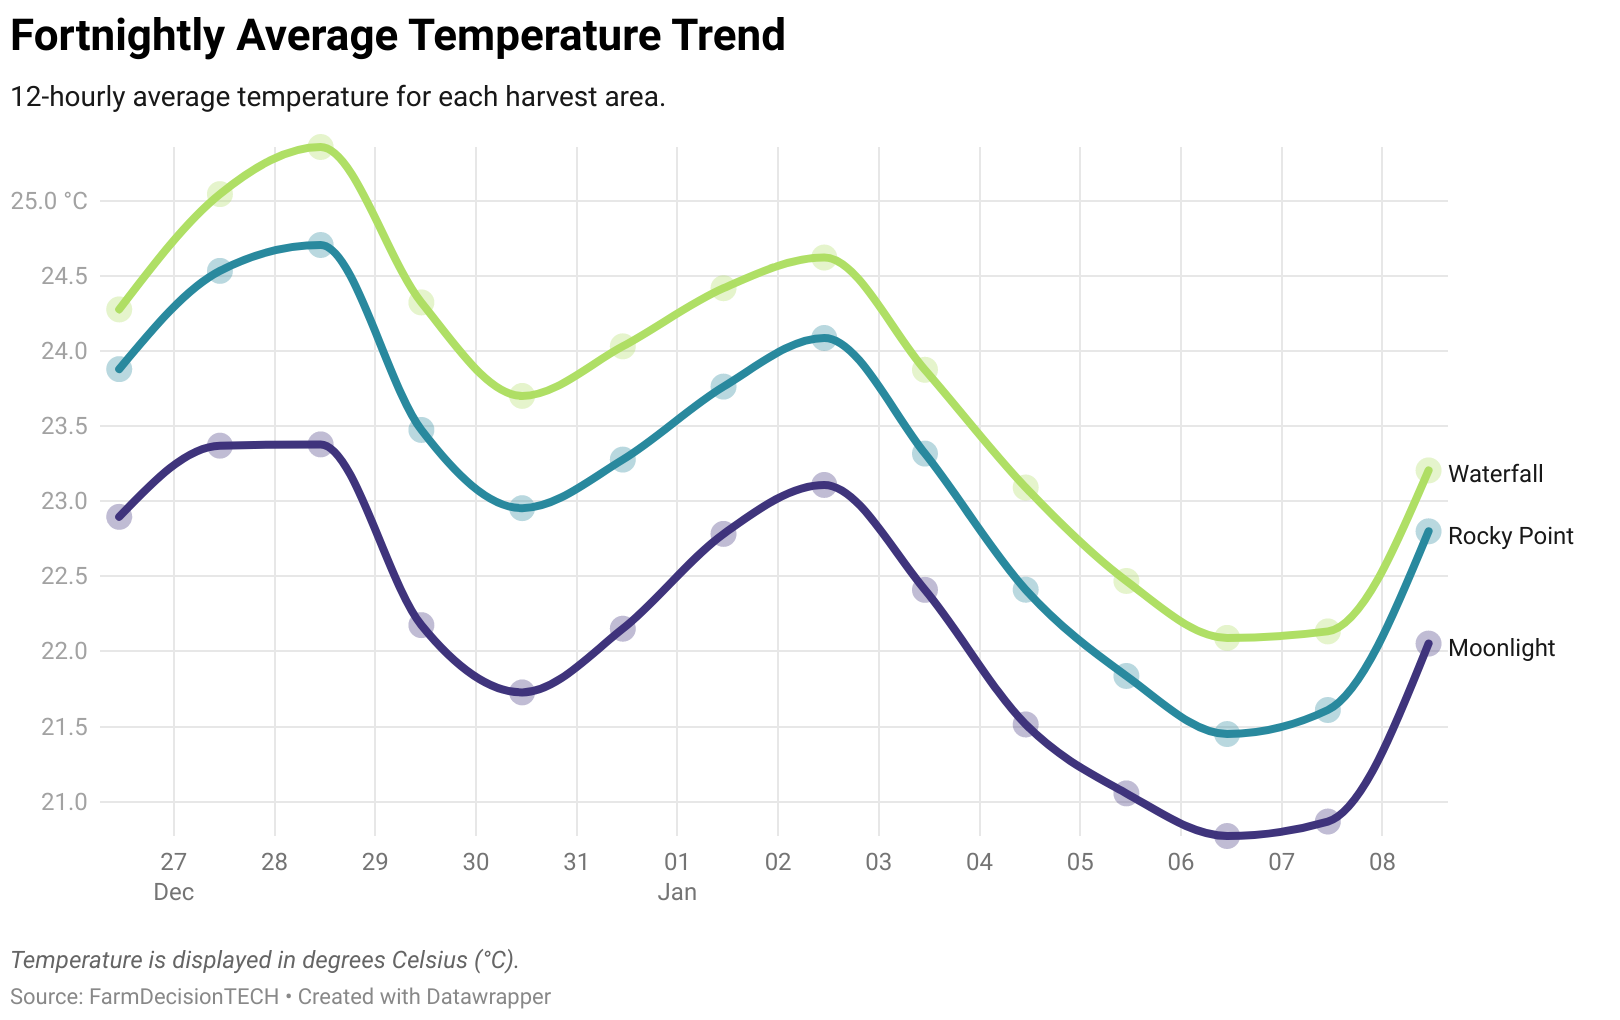 Fortnightly Average Temperature Trend
12-hourly average temperature for each harvest area.
25.0 °C
24.5
24.0
23.5
23.0
22.5
22.0
21.5
21.0
Waterfall
Rocky Point
Moonlight
27 28 29 30 31 01 02 03 04 05 06 07 08
Dec Jan
Temperature is displayed in degrees Celsius (°C).
Source: FarmDecisionTECH • Created with Datawrapper